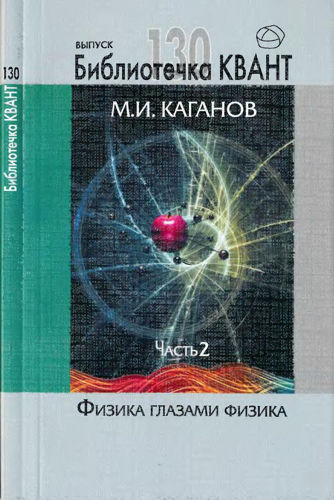 130
Библиотечка КВАНТ
ВЫПУСК
130
Библиотечка КВАНТ
М.И. КАГАНОВ
Часть 2
Физика глазами физика